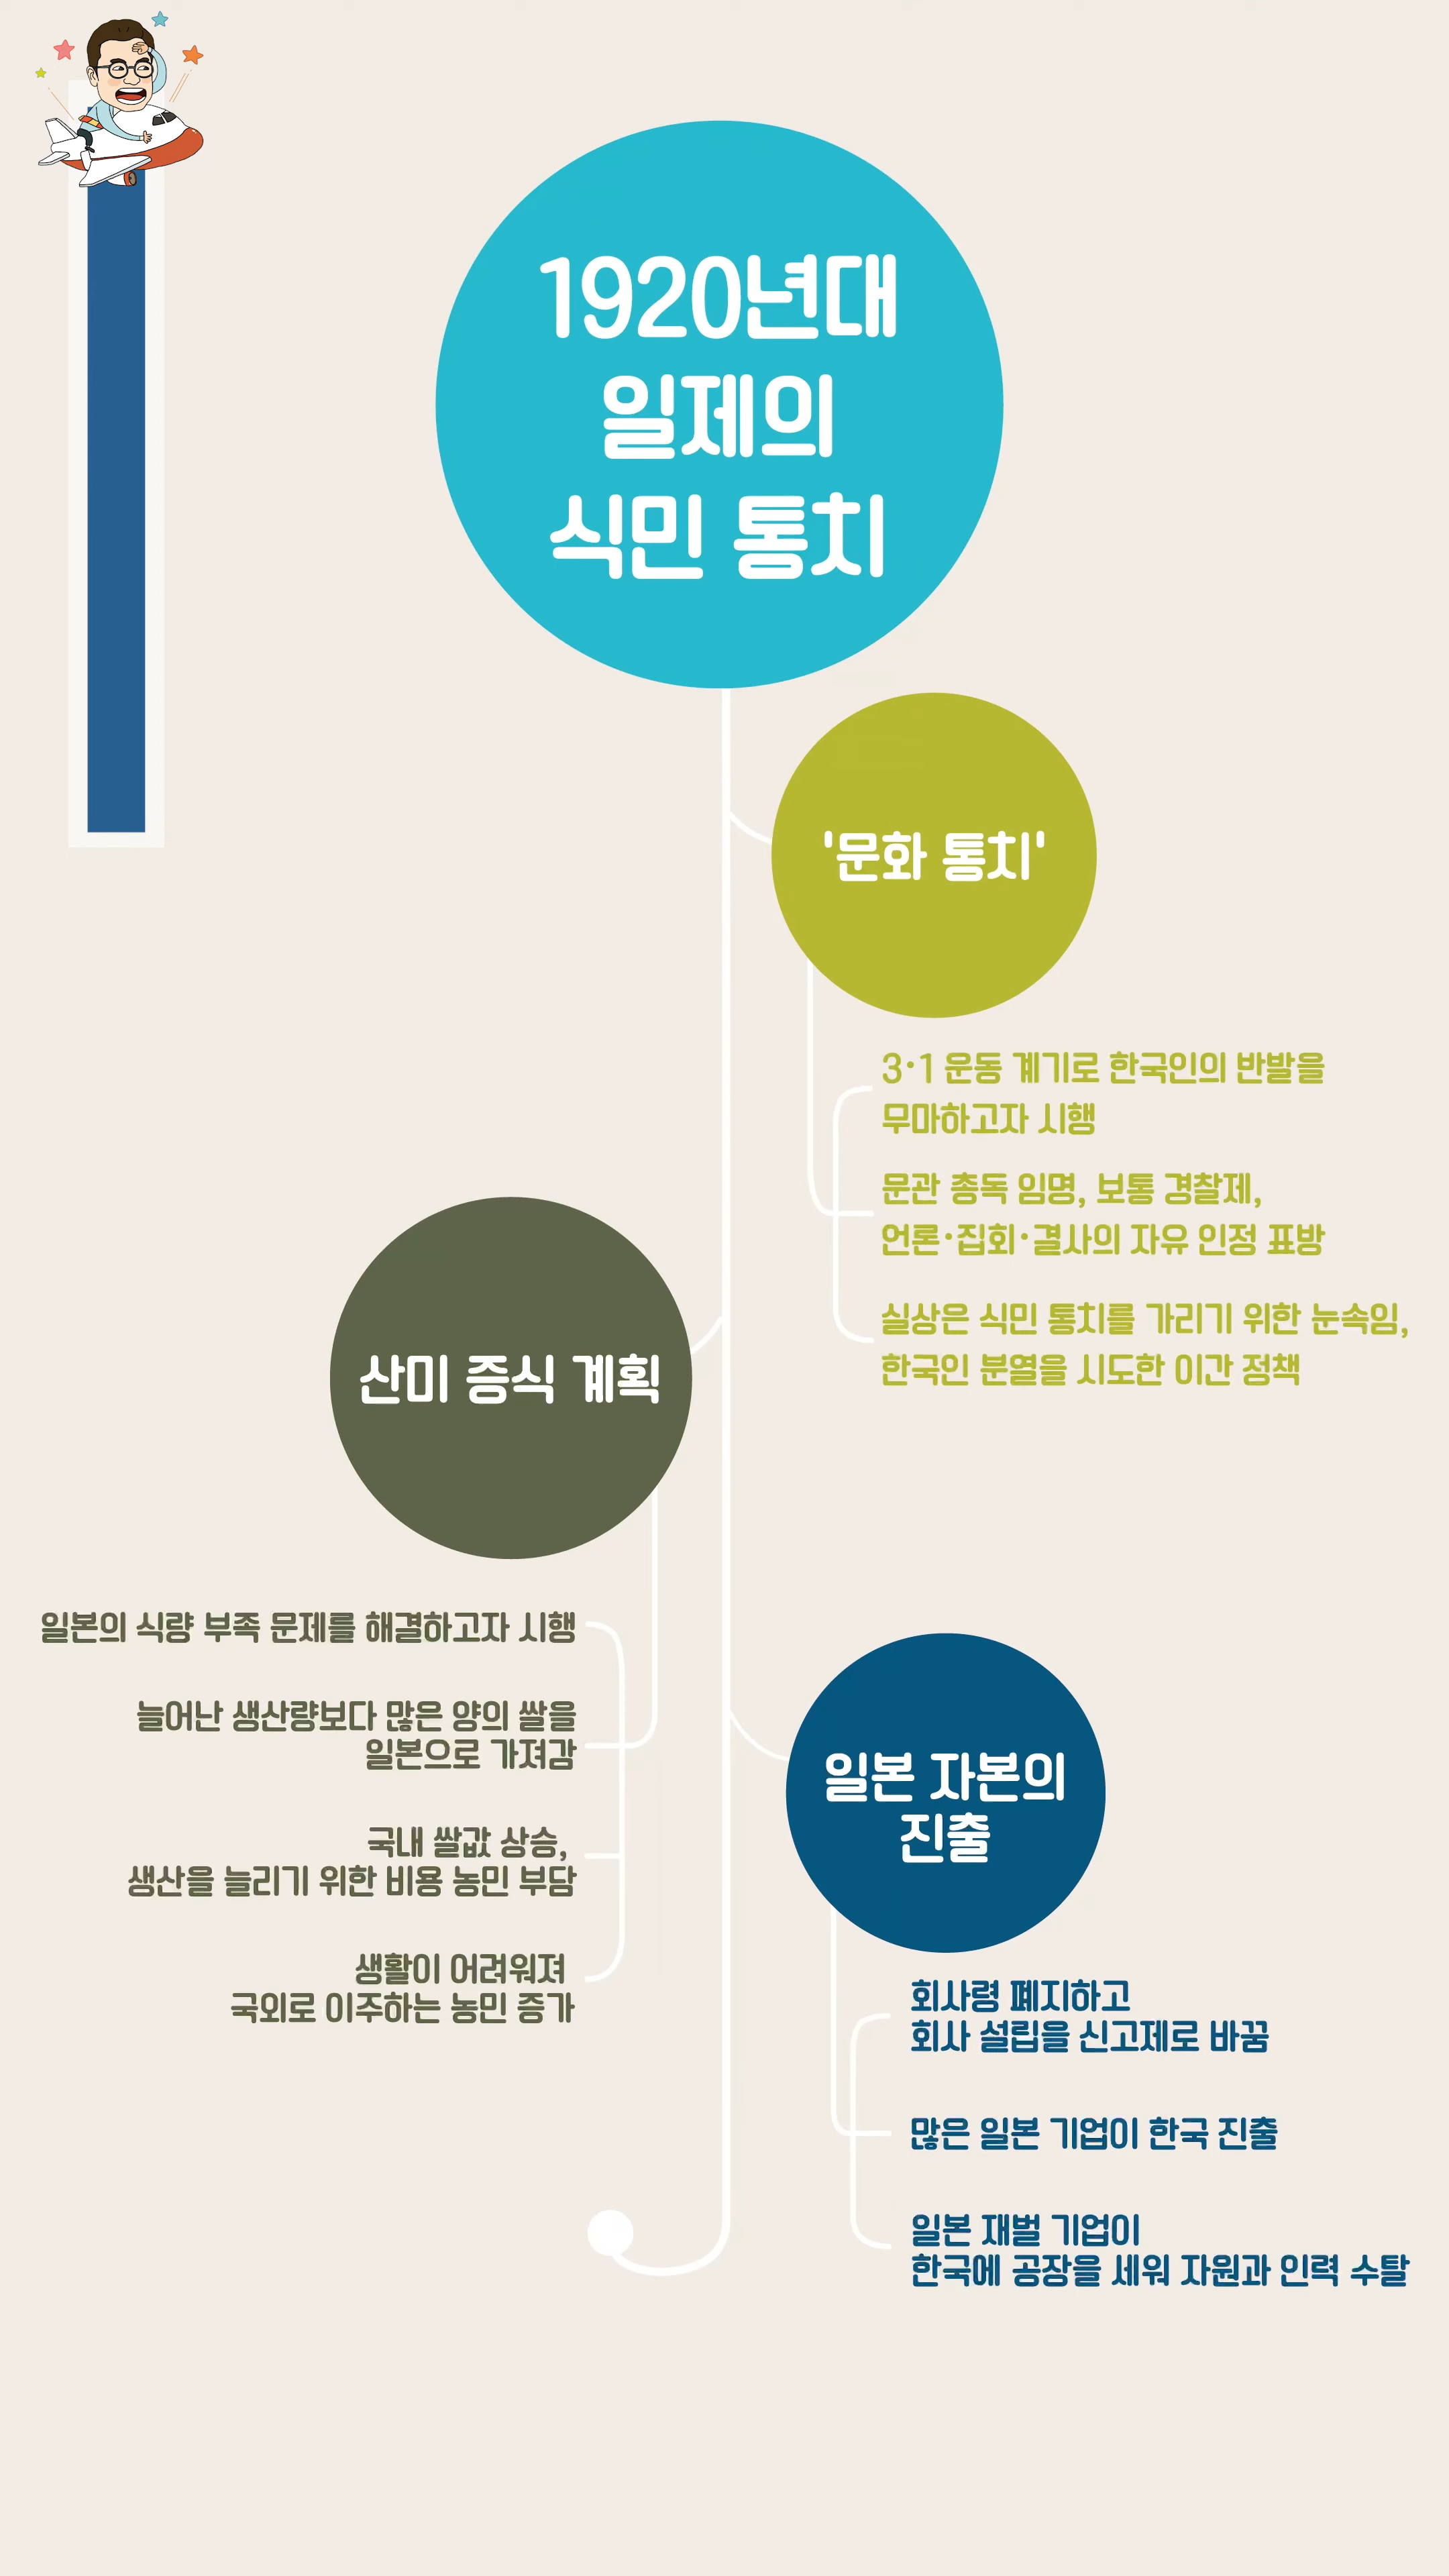 1920년대
일제의
식민 통치
'문화 통치'
3·1 운동 계기로 한국인의 반발을
무마하고자 시행
문관 총독 임명, 보통 경찰제,
언론·집회·결사의 자유 인정 표방
실상은 식민 통치를 가리기 위한 눈속임,
한국인 분열을 시도한 이간 정책
산미 증식 계획
일본의 식량 부족 문제를 해결하고자 시행
늘어난 생산량보다 많은 양의 쌀을
일본으로 가져감
국내 쌀값 상승,
생산을 늘리기 위한 비용 농민 부담
생활이 어려워져
국외로 이주하는 농민 증가
일본 자본의
진출
회사령 폐지하고
회사 설립을 신고제로 바꿈
많은 일본 기업이 한국 진출
일본 재벌 기업이
한국에 공장을 세워 자원과 인력 수탈